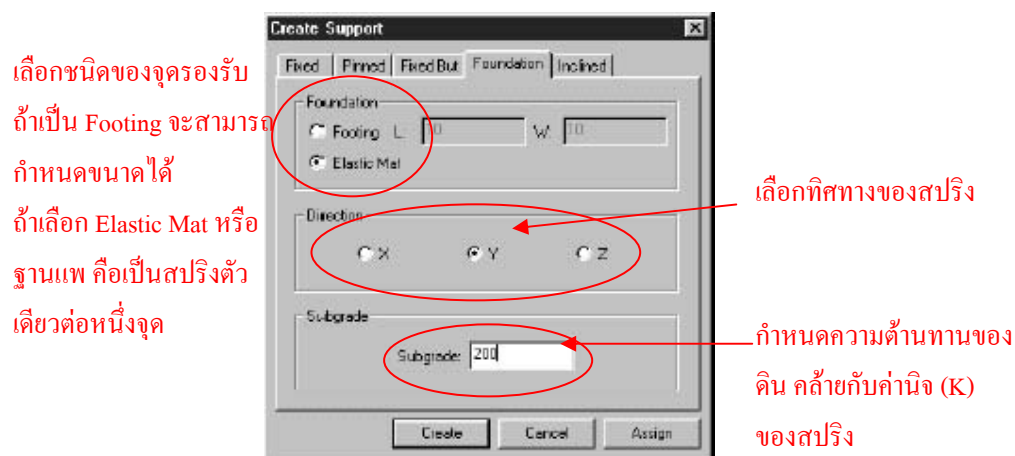 Create Support
Fixed Pinned Fixed But Foundation Inclined
เลือกชนิดของจุดรองรับ
ถ้าเป็น Footing จะสามารถ
กำหนดขนาดได้
ถ้าเลือก Elastic Mat หรือ
ฐานแพ คือเป็นสปริงตัว
เดียวต่อหนึ่งจุด
Foundation
Footing L: W:
Elastic Mat
Direction
X Y Z
เลือกทิศทางของสปริง
Subgrade
Subgrade: 200
กำหนดความต้านทานของ
ดิน คล้ายกับค่านิจ (K)
ของสปริง
Create Cancel Assign